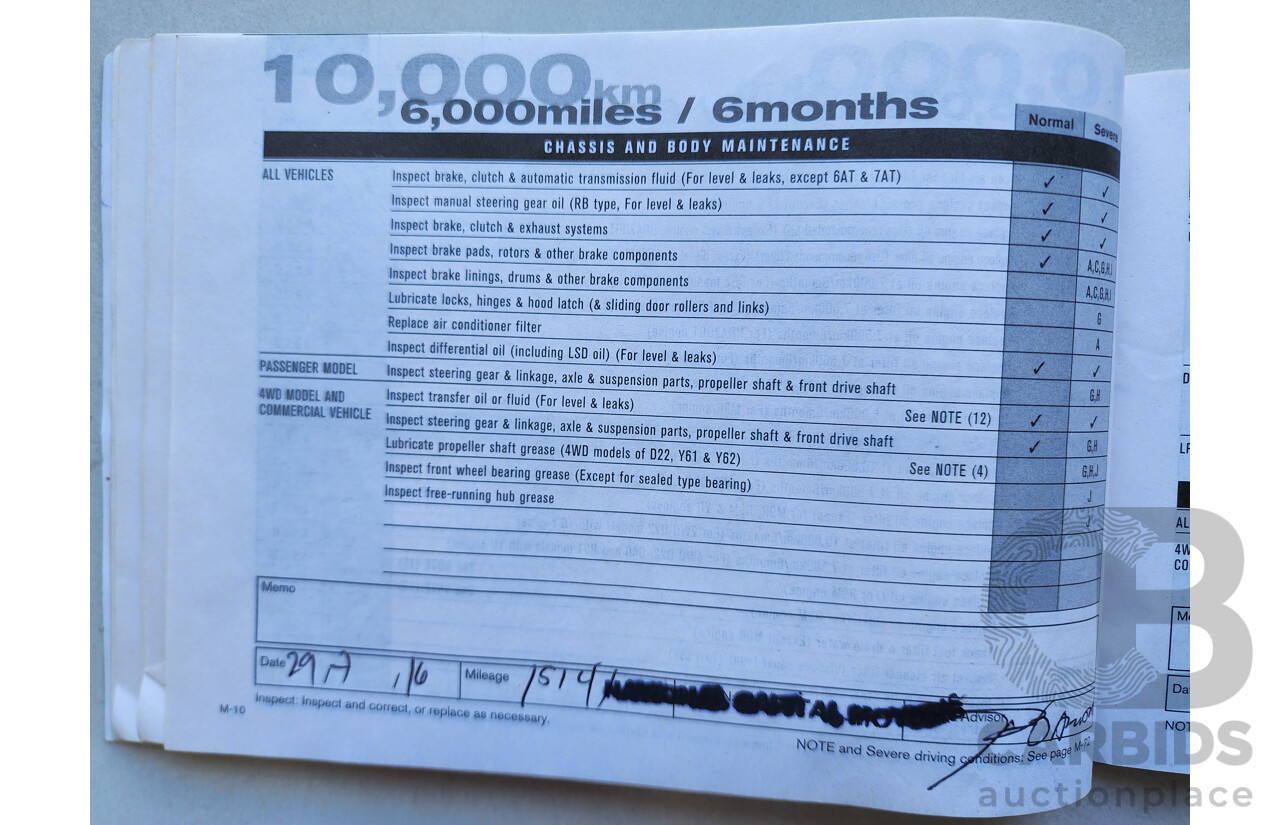 10,000km
6,000miles / 6months
Normal Severe
CHASSIS AND BODY MAINTENANCE
ALL VEHICLES
Inspect brake, clutch & automatic transmission fluid (For level & leaks, except 6AT & 7AT) ✓ ✓
Inspect manual steering gear oil (RB type, For level & leaks) ✓ ✓
Inspect brake, clutch & exhaust systems ✓ ✓
Inspect brake pads, rotors & other brake components ✓ A,C,G,H,I
Inspect brake linings, drums & other brake components A,C,G,H,I
Lubricate locks, hinges & hood latch (& sliding door rollers and links) G
Replace air conditioner filter A
Inspect differential oil (including LSD oil) (For level & leaks) ✓ ✓
PASSENGER MODEL
Inspect steering gear & linkage, axle & suspension parts, propeller shaft & front drive shaft G,H
4WD MODEL AND
COMMERCIAL VEHICLE
Inspect transfer oil or fluid (For level & leaks) See NOTE (12) ✓ ✓
Inspect steering gear & linkage, axle & suspension parts, propeller shaft & front drive shaft ✓ G,H
Lubricate propeller shaft grease (4WD models of D22, Y61 & Y62) See NOTE (4) G,H,J
Inspect front wheel bearing grease (Except for sealed type bearing) J
Inspect free-running hub grease J
Memo
Date 29 7 16
Mileage 1514
Advisor
Inspect: Inspect and correct, or replace as necessary.
M-10
NOTE and Severe driving conditions: See page M-72
AL
4W
CO
Da
NOT
CARBIDS
auctionplace